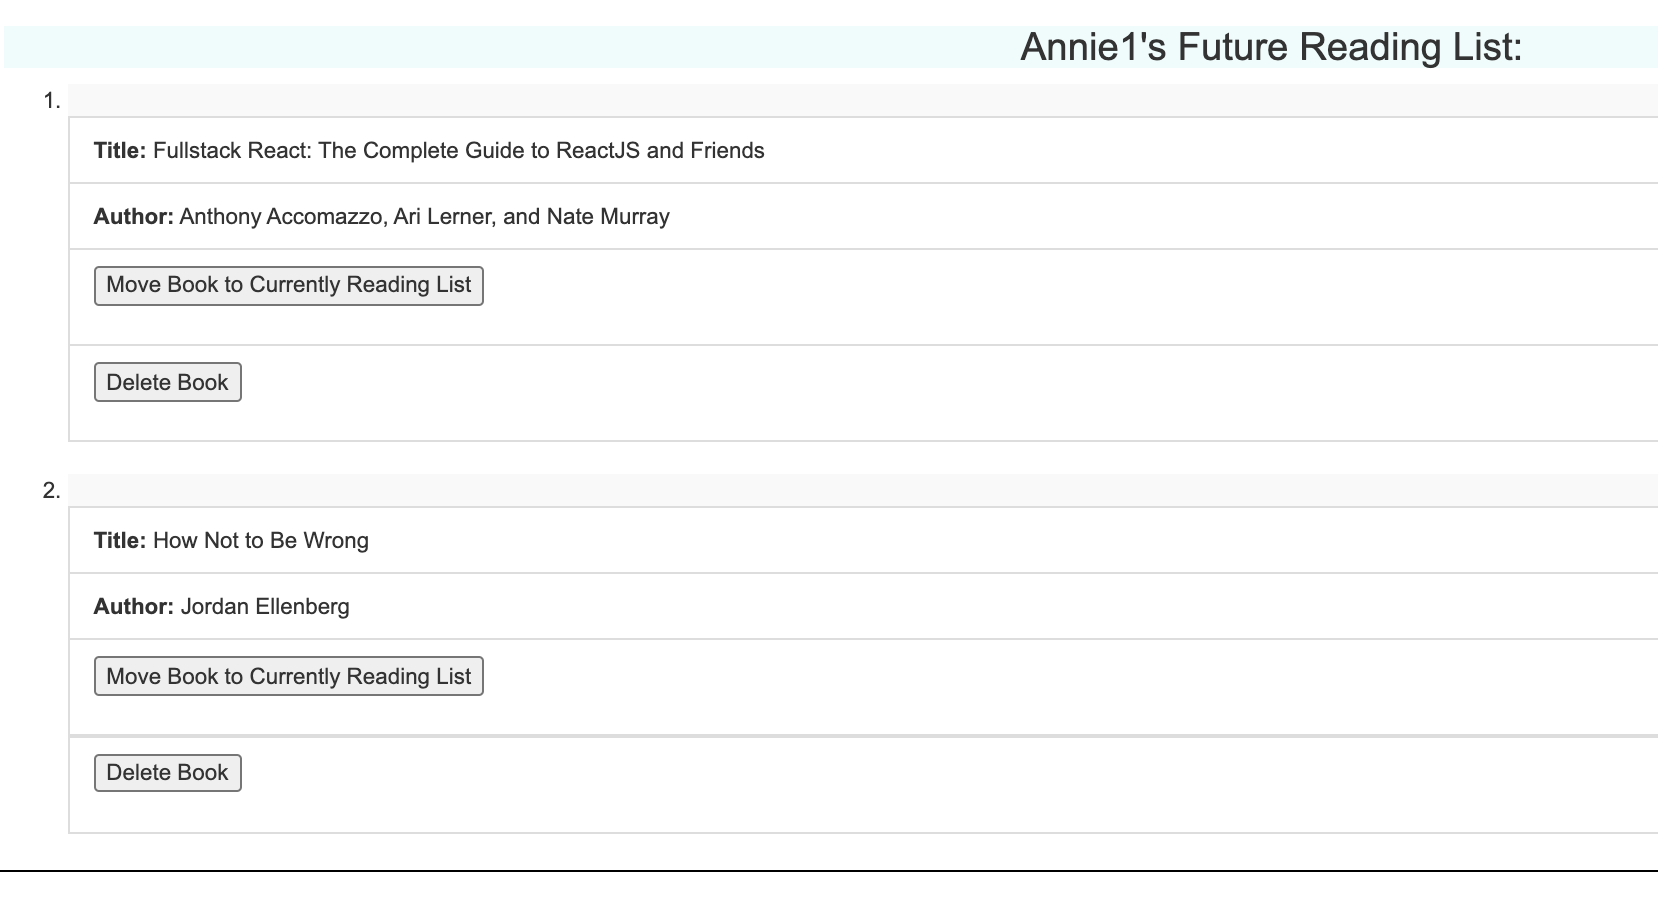 Annie1's Future Reading List:
1.
Title: Fullstack React: The Complete Guide to ReactJS and Friends
Author: Anthony Accomazzo, Ari Lerner, and Nate Murray
Move Book to Currently Reading List
Delete Book
2.
Title: How Not to Be Wrong
Author: Jordan Ellenberg
Move Book to Currently Reading List
Delete Book